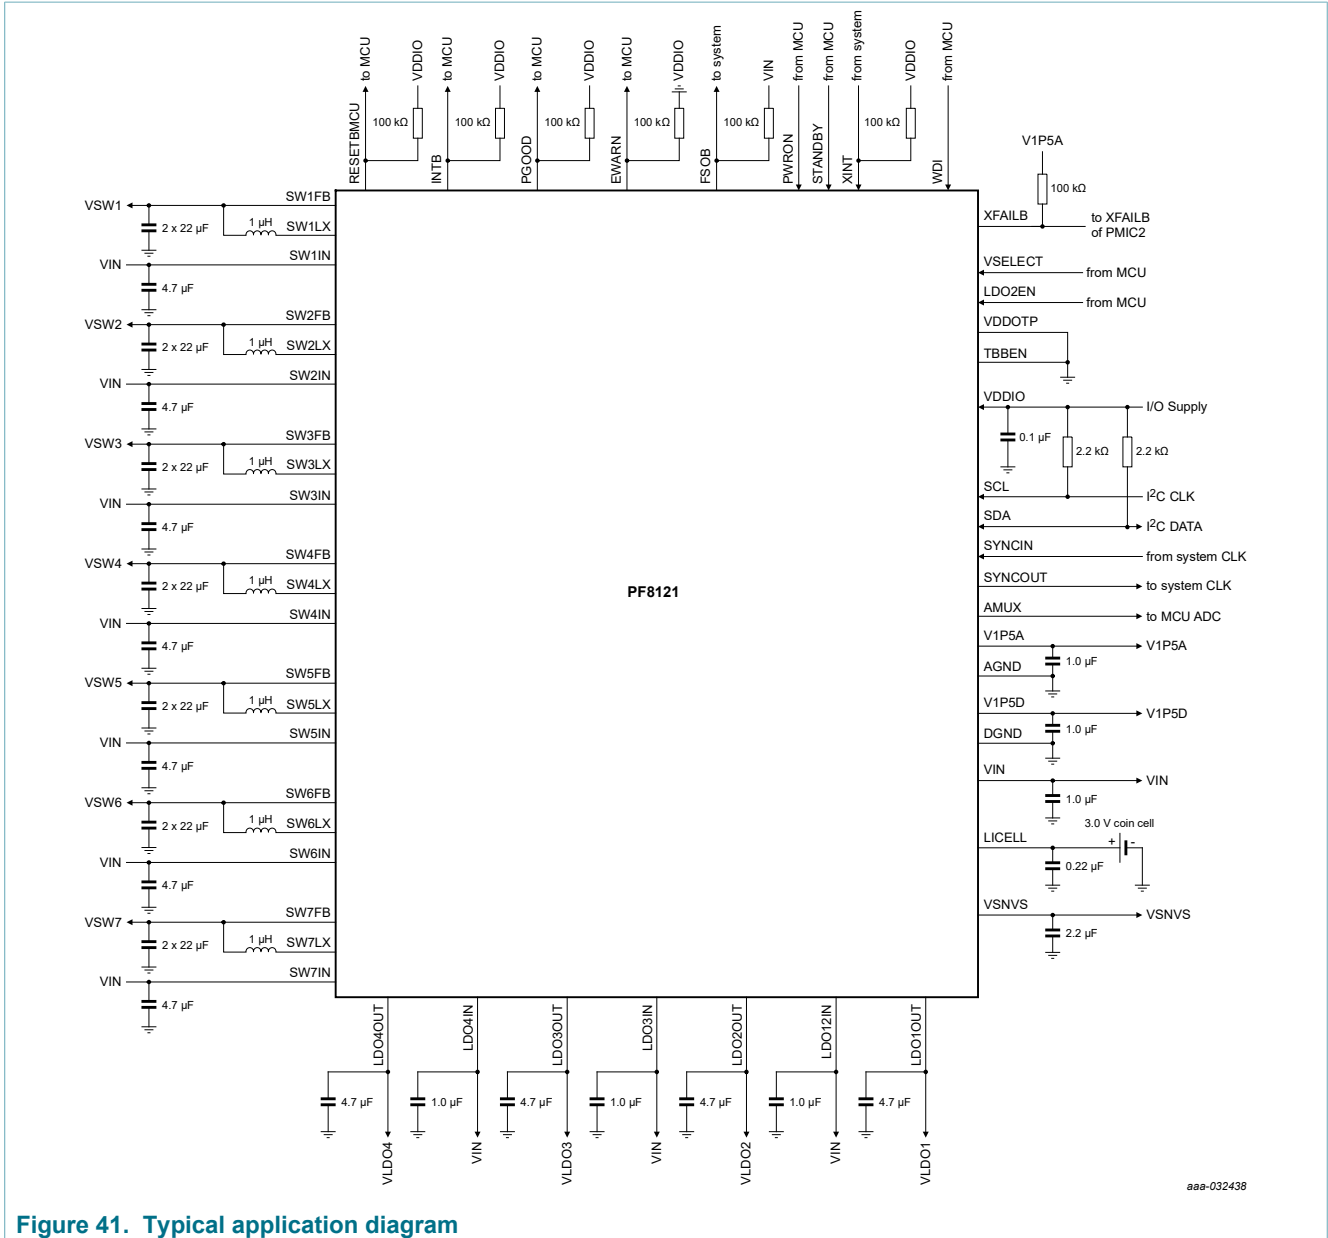 to MCU
VDDIO
to MCU
VDDIO
to MCU
VDDIO
to MCU
VDDIO
to system
VIN
from MCU
from MCU
from system
VDDIO
from MCU
100 kΩ
100 kΩ
100 kΩ
100 kΩ
100 kΩ
100 kΩ
RESETBMCU
INTB
PGOOD
EWARN
FSOB
PWRON
STANDBY
XINT
WDI
VSW1
2 x 22 µF
1 µH
SW1FB
SW1LX
VIN
SW1IN
4.7 µF
VSW2
2 x 22 µF
1 µH
SW2FB
SW2LX
VIN
SW2IN
4.7 µF
VSW3
2 x 22 µF
1 µH
SW3FB
SW3LX
VIN
SW3IN
4.7 µF
VSW4
2 x 22 µF
1 µH
SW4FB
SW4LX
VIN
SW4IN
4.7 µF
VSW5
2 x 22 µF
1 µH
SW5FB
SW5LX
VIN
SW5IN
4.7 µF
VSW6
2 x 22 µF
1 µH
SW6FB
SW6LX
VIN
SW6IN
4.7 µF
VSW7
2 x 22 µF
1 µH
SW7FB
SW7LX
VIN
SW7IN
4.7 µF
PF8121
V1P5A
100 kΩ
XFAILB
to XFAILB
of PMIC2
VSELECT
from MCU
LDO2EN
from MCU
VDDOTP
TBBEN
VDDIO
I/O Supply
0.1 µF
2.2 kΩ
2.2 kΩ
SCL
I2C CLK
SDA
I2C DATA
SYNCIN
from system CLK
SYNCOUT
to system CLK
AMUX
to MCU ADC
V1P5A
V1P5A
1.0 µF
AGND
V1P5D
V1P5D
1.0 µF
DGND
VIN
VIN
1.0 µF
3.0 V coin cell
LICELL
+
-
0.22 µF
VSNVS
VSNVS
2.2 µF
LDO4OUT
LDO4IN
LDO3OUT
LDO3IN
LDO2OUT
LDO12IN
LDO1OUT
4.7 µF
1.0 µF
4.7 µF
1.0 µF
4.7 µF
1.0 µF
4.7 µF
VLDO4
VIN
VLDO3
VIN
VLDO2
VIN
VLDO1
aaa-032438
Figure 41. Typical application diagram